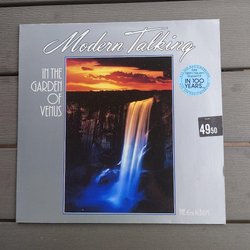 Modern Talking
IN THE
GARDEN
OF
VENUS
IN 100
YEARS...
49.50